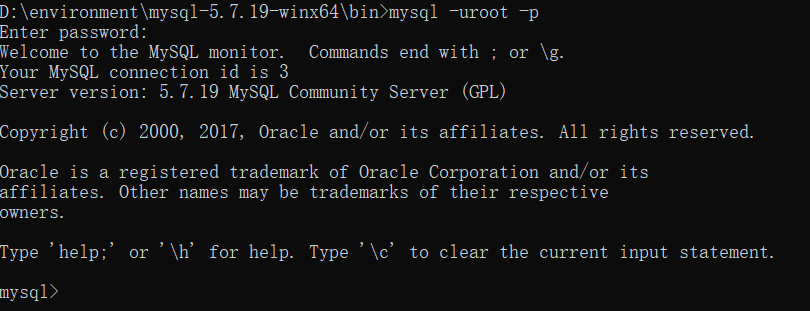 D:\environment\mysql-5.7.19-winx64\bin>mysql -uroot -p
Enter password:
Welcome to the MySQL monitor.  Commands end with ; or \g.
Your MySQL connection id is 3
Server version: 5.7.19 MySQL Community Server (GPL)
Copyright (c) 2000, 2017, Oracle and/or its affiliates. All rights reserved.
Oracle is a registered trademark of Oracle Corporation and/or its
affiliates. Other names may be trademarks of their respective
owners.
Type 'help;' or '\h' for help. Type '\c' to clear the current input statement.
mysql>